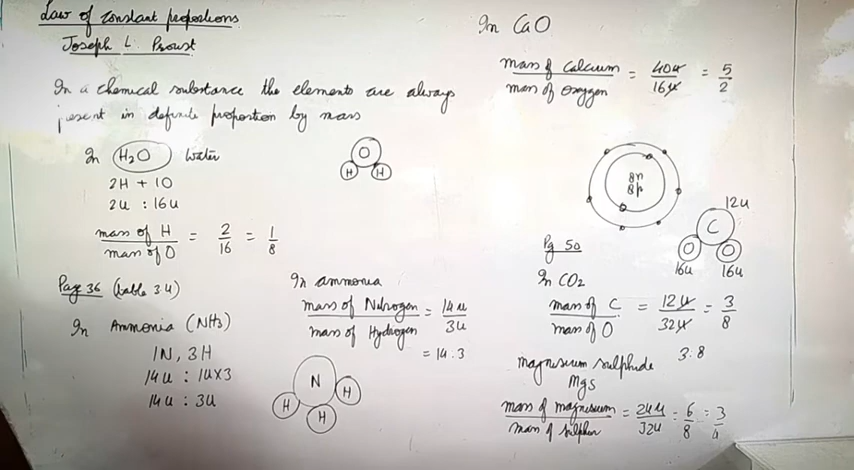 Law of constant proportions
Joseph L. Proust
In a chemical substance the elements are always
present in definite proportion by mass
In H2O water
2H + 1O
2u : 16u
mass of H / mass of O = 2/16 = 1/8
O
H H
Page 36 (table 3.4)
In Ammonia (NH3)
1N, 3H
14u : 1u×3
14u : 3u
In ammonia
mass of Nitrogen / mass of Hydrogen = 14u/3u
= 14.3
N
H H H
In CaO
mass of Calcium / mass of Oxygen = 40u/16u = 5/2
8n
8p
12u
C
O O
16u 16u
Pg 50
In CO2
mass of C / mass of O = 12u/32u = 3/8
3.8
magnesium sulphide
MgS
mass of magnesium / mass of sulpher = 24u/32u = 6/8 = 3/4